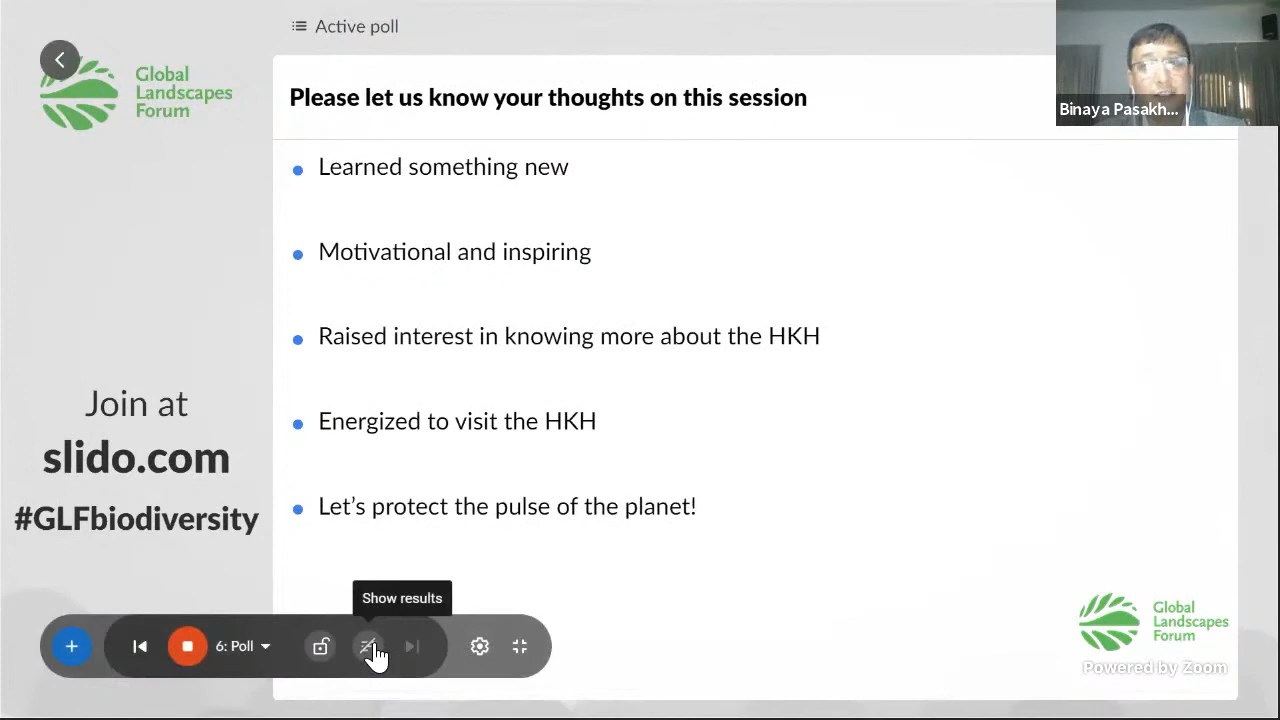 Active poll
Global
Landscapes
Forum
Please let us know your thoughts on this session
Binaya Pasakh...
Learned something new
Motivational and inspiring
Raised interest in knowing more about the HKH
Energized to visit the HKH
Let's protect the pulse of the planet!
Join at
slido.com
#GLFbiodiversity
Show results
6: Poll
Global
Landscapes
Forum
Powered by Zoom